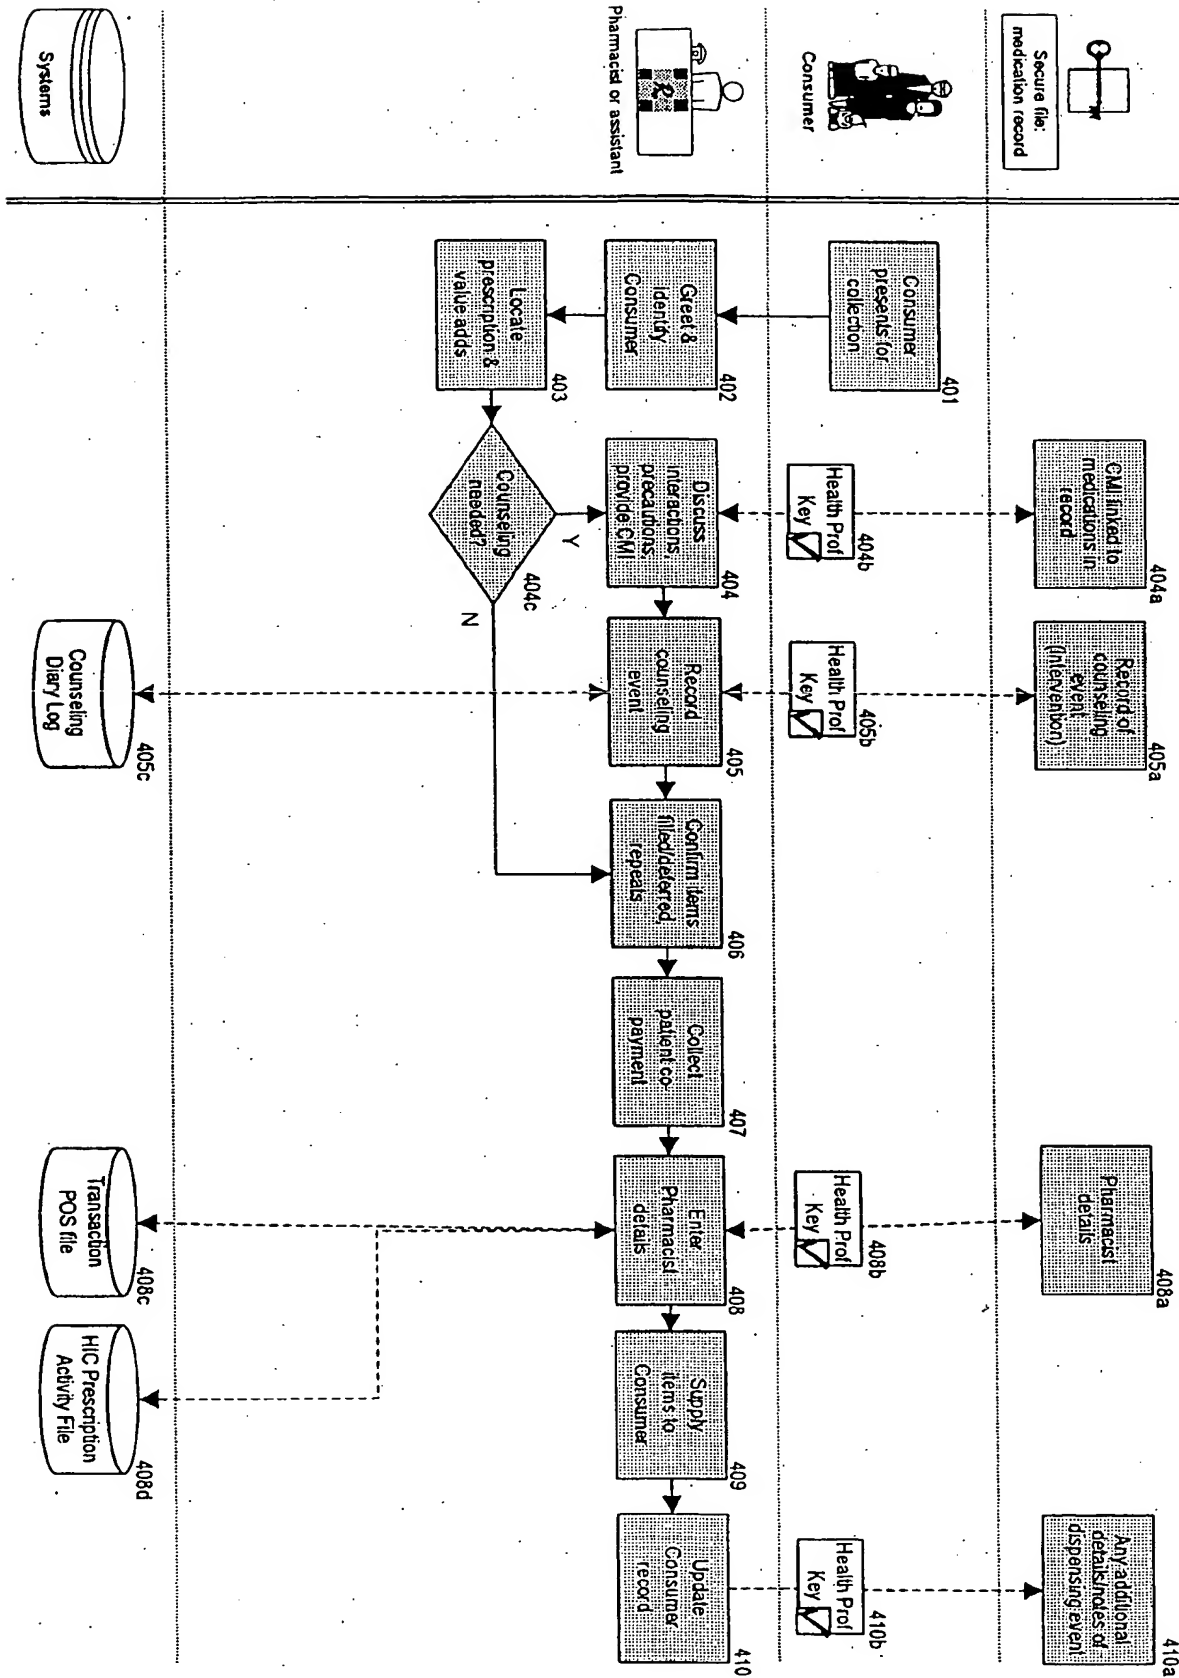 Secure file:
medication record
CMI linked to
medications in
record
404a
Record of
counseling
event
(Intervention)
405a
Pharmacist
details
408a
Any additional
details/notes of
dispensing event
410a
Consumer
Consumer
presents for
collection
401
Health Prof
Key
404b
Health Prof
Key
405b
Health Prof
Key
408b
Health Prof
Key
410b
Pharmacist or assistant
Greet &
Identify
Consumer
402
Discuss
interactions,
precautions,
provide CMI
404
Record
counseling
event
405
Confirm items
filled/deferred,
repeats
406
Collect
patient co-
payment
407
Enter
Pharmacist
details
408
Supply
items to
Consumer
409
Update
Consumer
record
410
Locate
prescription &
value adds
403
Counseling
needed?
404c
Y
N
Systems
Counseling
Diary Log
405c
Transaction
POS file
408c
HIC Prescription
Activity File
408d